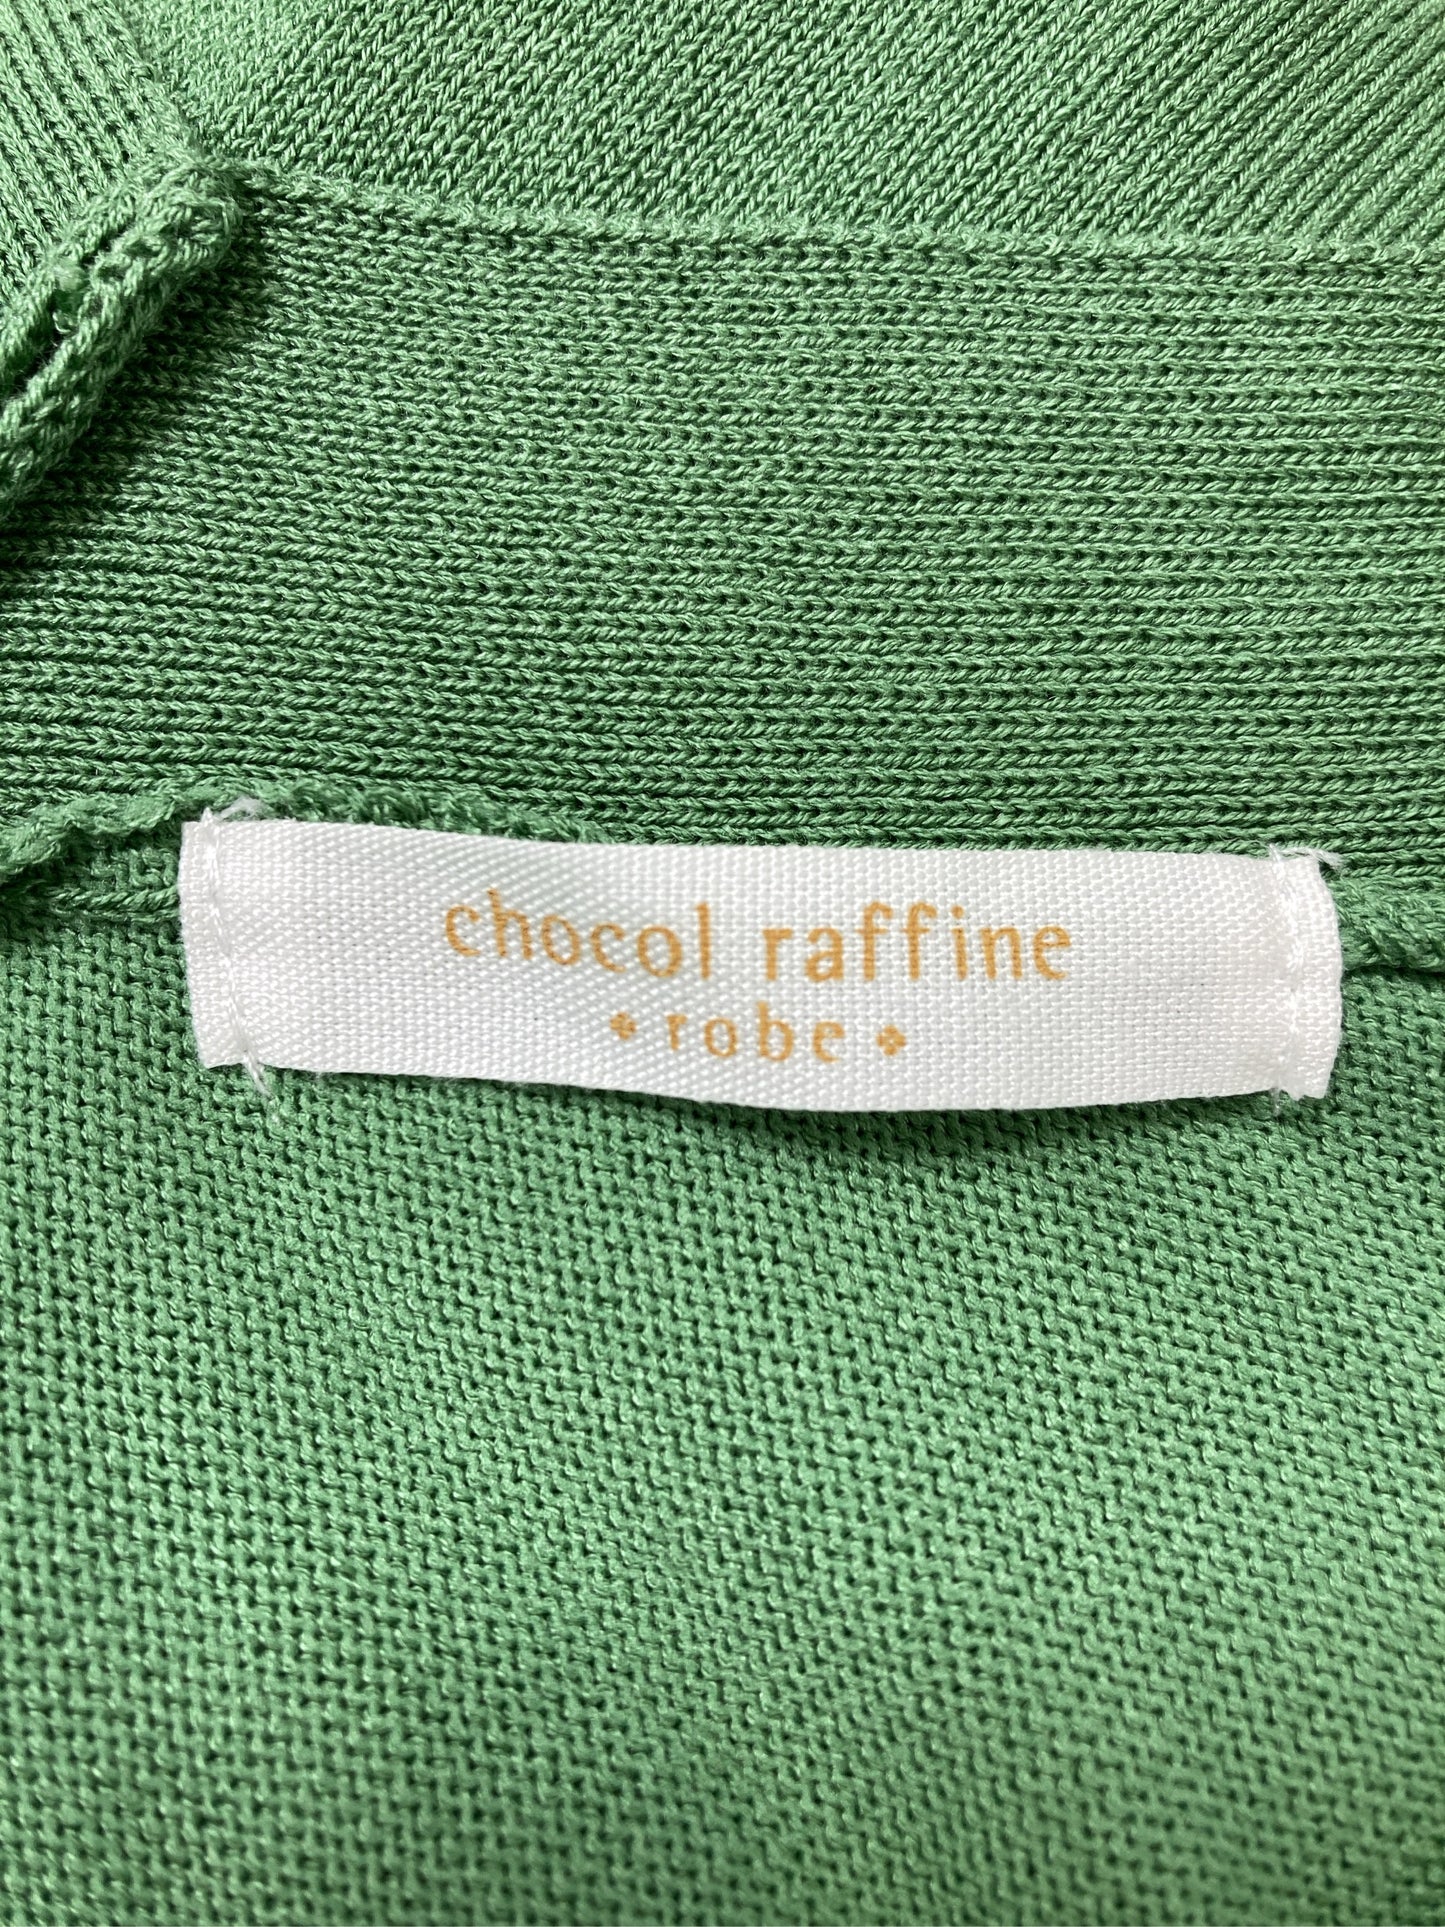 chocol raffine
robe